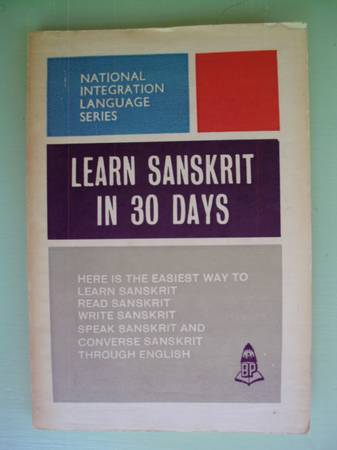 NATIONAL
INTEGRATION
LANGUAGE
SERIES
LEARN SANSKRIT
IN 30 DAYS
HERE IS THE EASIEST WAY TO
LEARN SANSKRIT
READ SANSKRIT
WRITE SANSKRIT
SPEAK SANSKRIT AND
CONVERSE SANSKRIT
THROUGH ENGLISH
BP